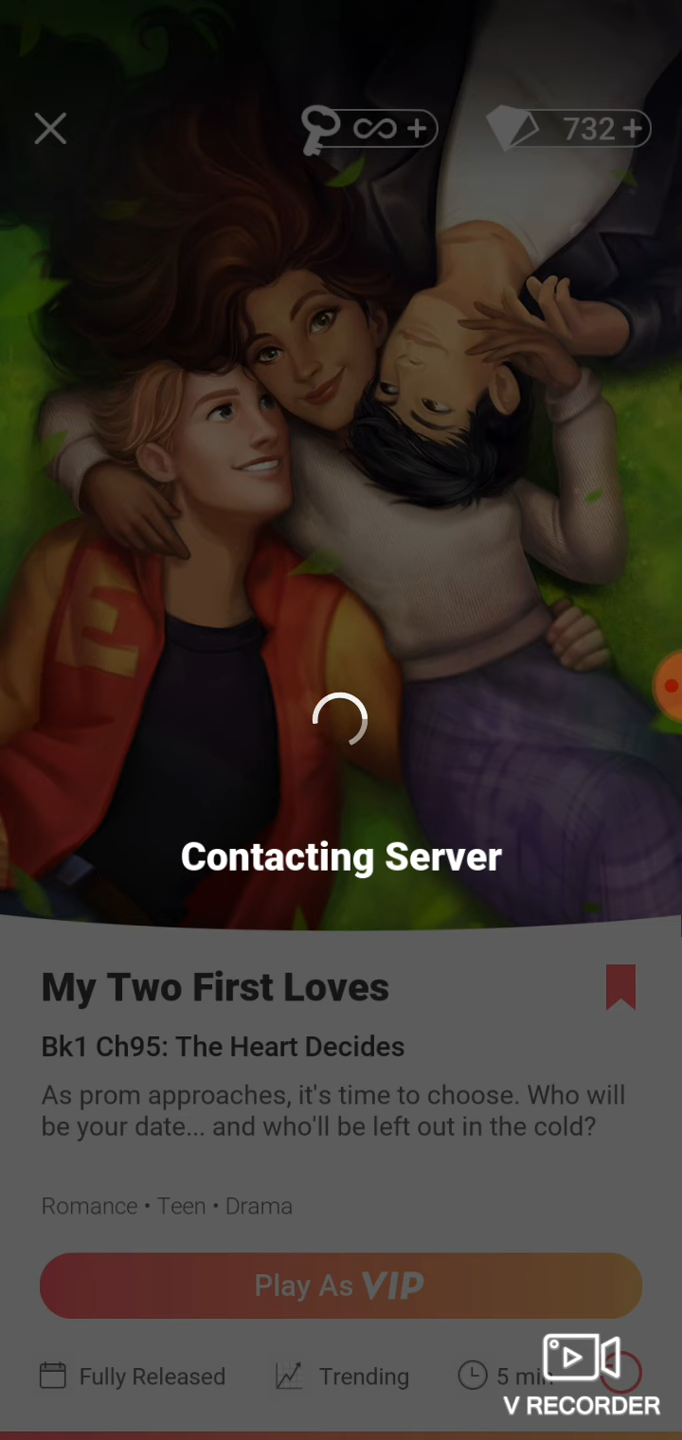 732
Contacting Server
My Two First Loves
Bk1 Ch95: The Heart Decides
As prom approaches, it's time to choose. Who will
be your date... and who'll be left out in the cold?
Romance • Teen • Drama
Play As VIP
Fully Released
Trending
5 min
V RECORDER